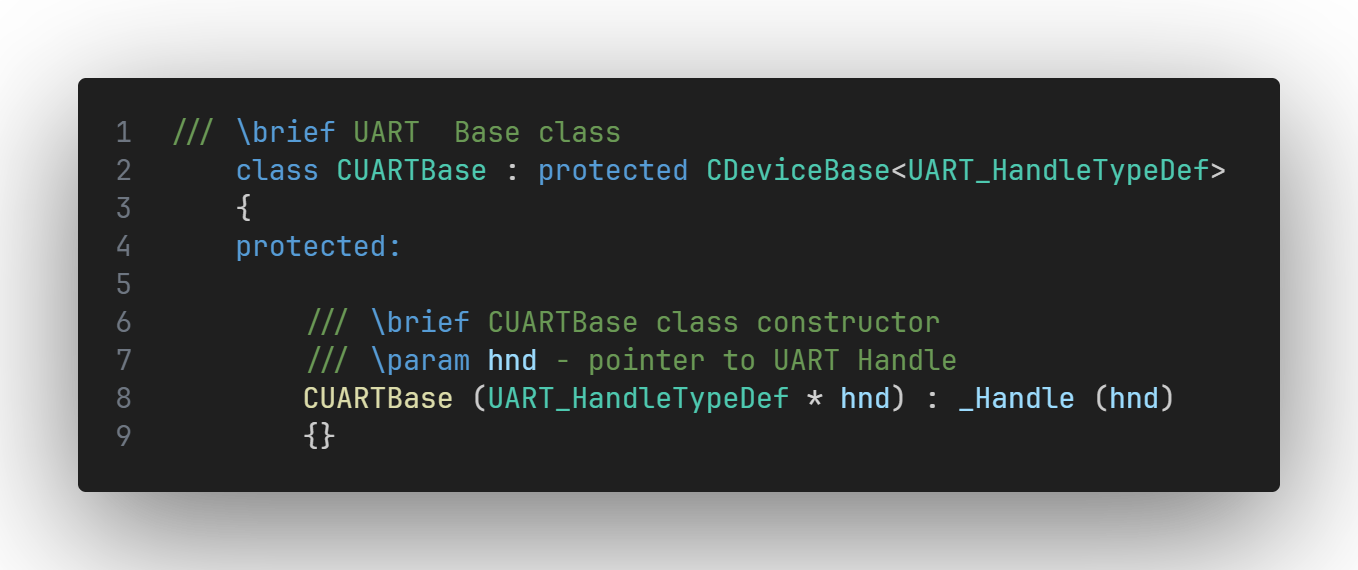 1 /// \brief UART  Base class
2     class CUARTBase : protected CDeviceBase<UART_HandleTypeDef>
3     {
4     protected:
5
6         /// \brief CUARTBase class constructor
7         /// \param hnd - pointer to UART Handle
8         CUARTBase (UART_HandleTypeDef * hnd) : _Handle (hnd)
9         {}